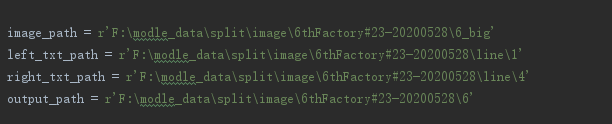 image_path = r'F:\modle_data\split\image\6thFactory#23-20200528\6_big'
left_txt_path = r'F:\modle_data\split\image\6thFactory#23-20200528\line\1'
right_txt_path = r'F:\modle_data\split\image\6thFactory#23-20200528\line\4'
output_path = r'F:\modle_data\split\image\6thFactory#23-20200528\6'